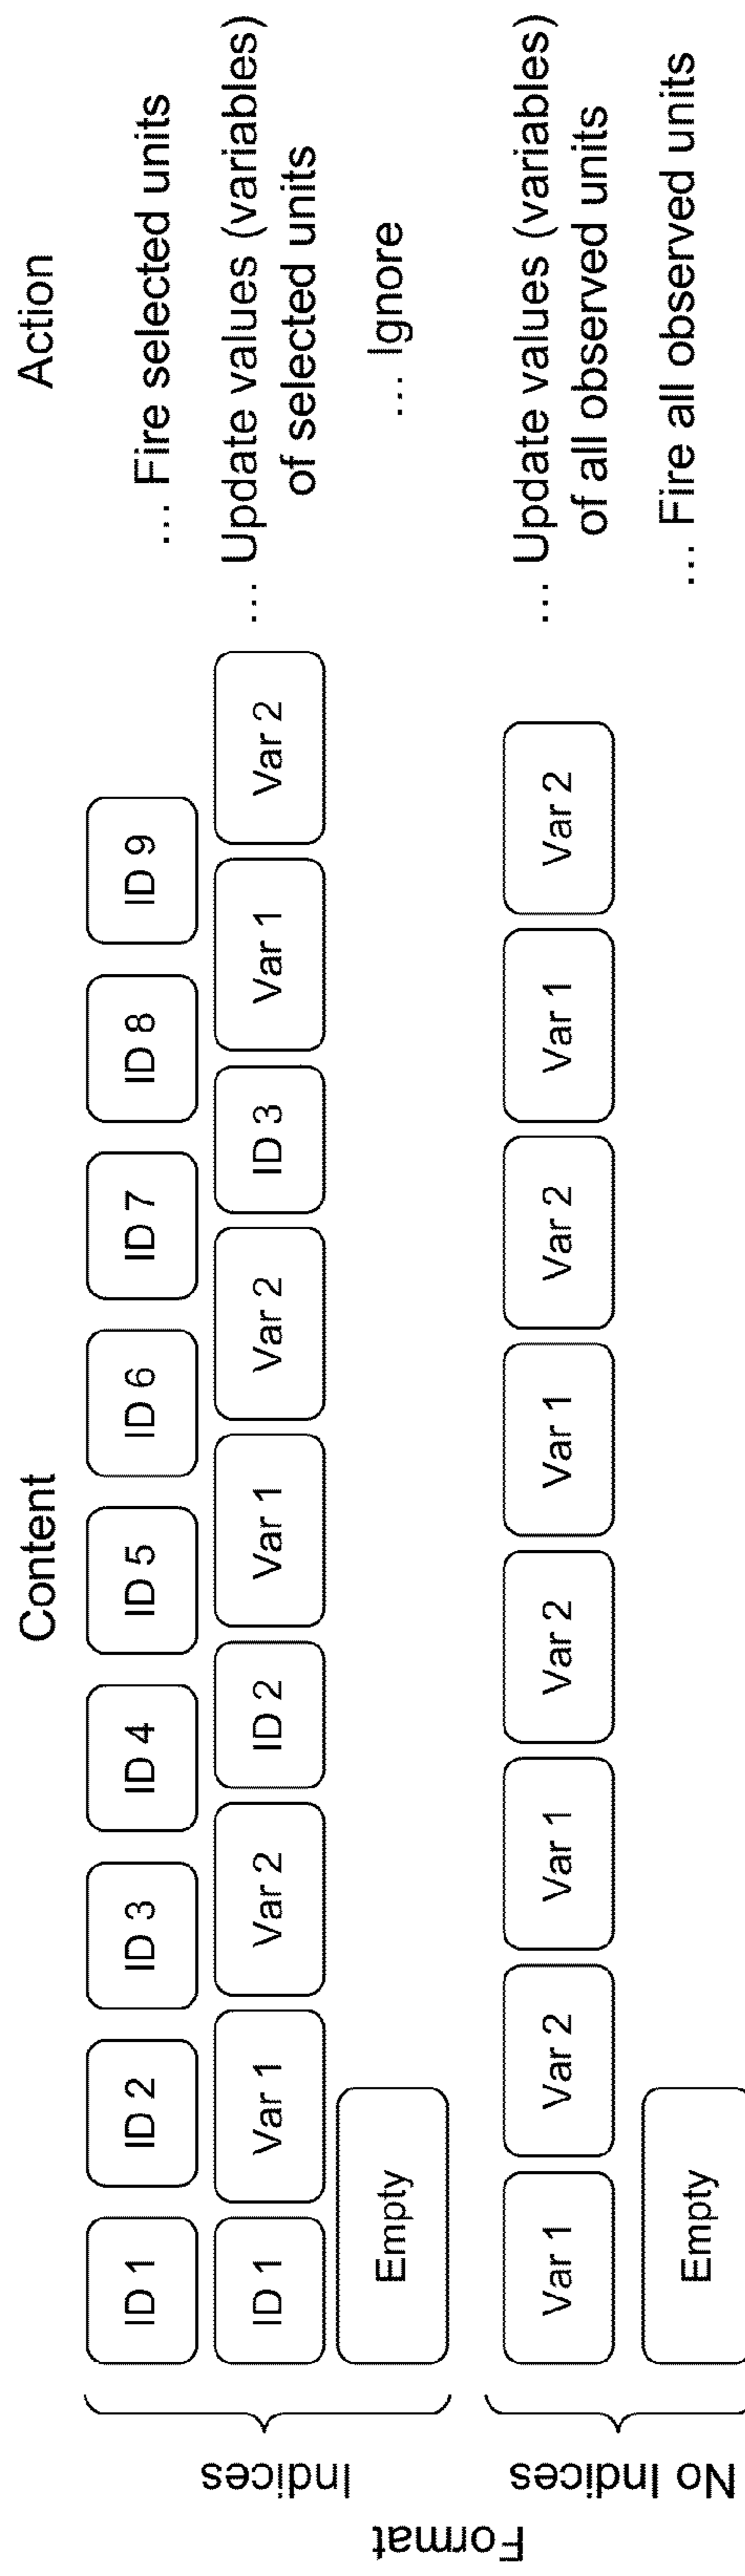 Content
Action
Format
Indices
ID 1 ID 2 ID 3 ID 4 ID 5 ID 6 ID 7 ID 8 ID 9
... Fire selected units
ID 1 Var 1 Var 2 ID 2 Var 1 Var 2 ID 3 Var 1 Var 2
... Update values (variables)
of selected units
Empty
... Ignore
No Indices
Var 1 Var 2 Var 1 Var 2 Var 1 Var 2 Var 1 Var 2
... Update values (variables)
of all observed units
Empty
... Fire all observed units